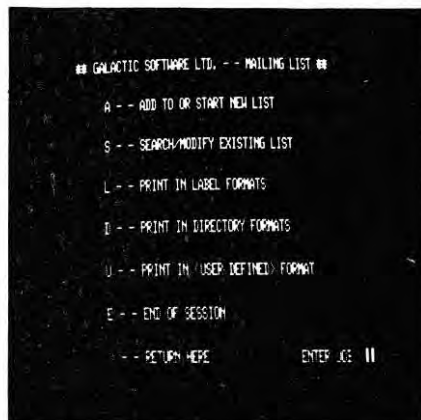 ## GALACTIC SOFTWARE LTD. - - MAILING LIST ##
A - - ADD TO OR START NEW LIST
S - - SEARCH/MODIFY EXISTING LIST
L - - PRINT IN LABEL FORMATS
D - - PRINT IN DIRECTORY FORMATS
U - - PRINT IN (USER DEFINED) FORMAT
E - - END OF SESSION
- - RETURN HERE ENTER